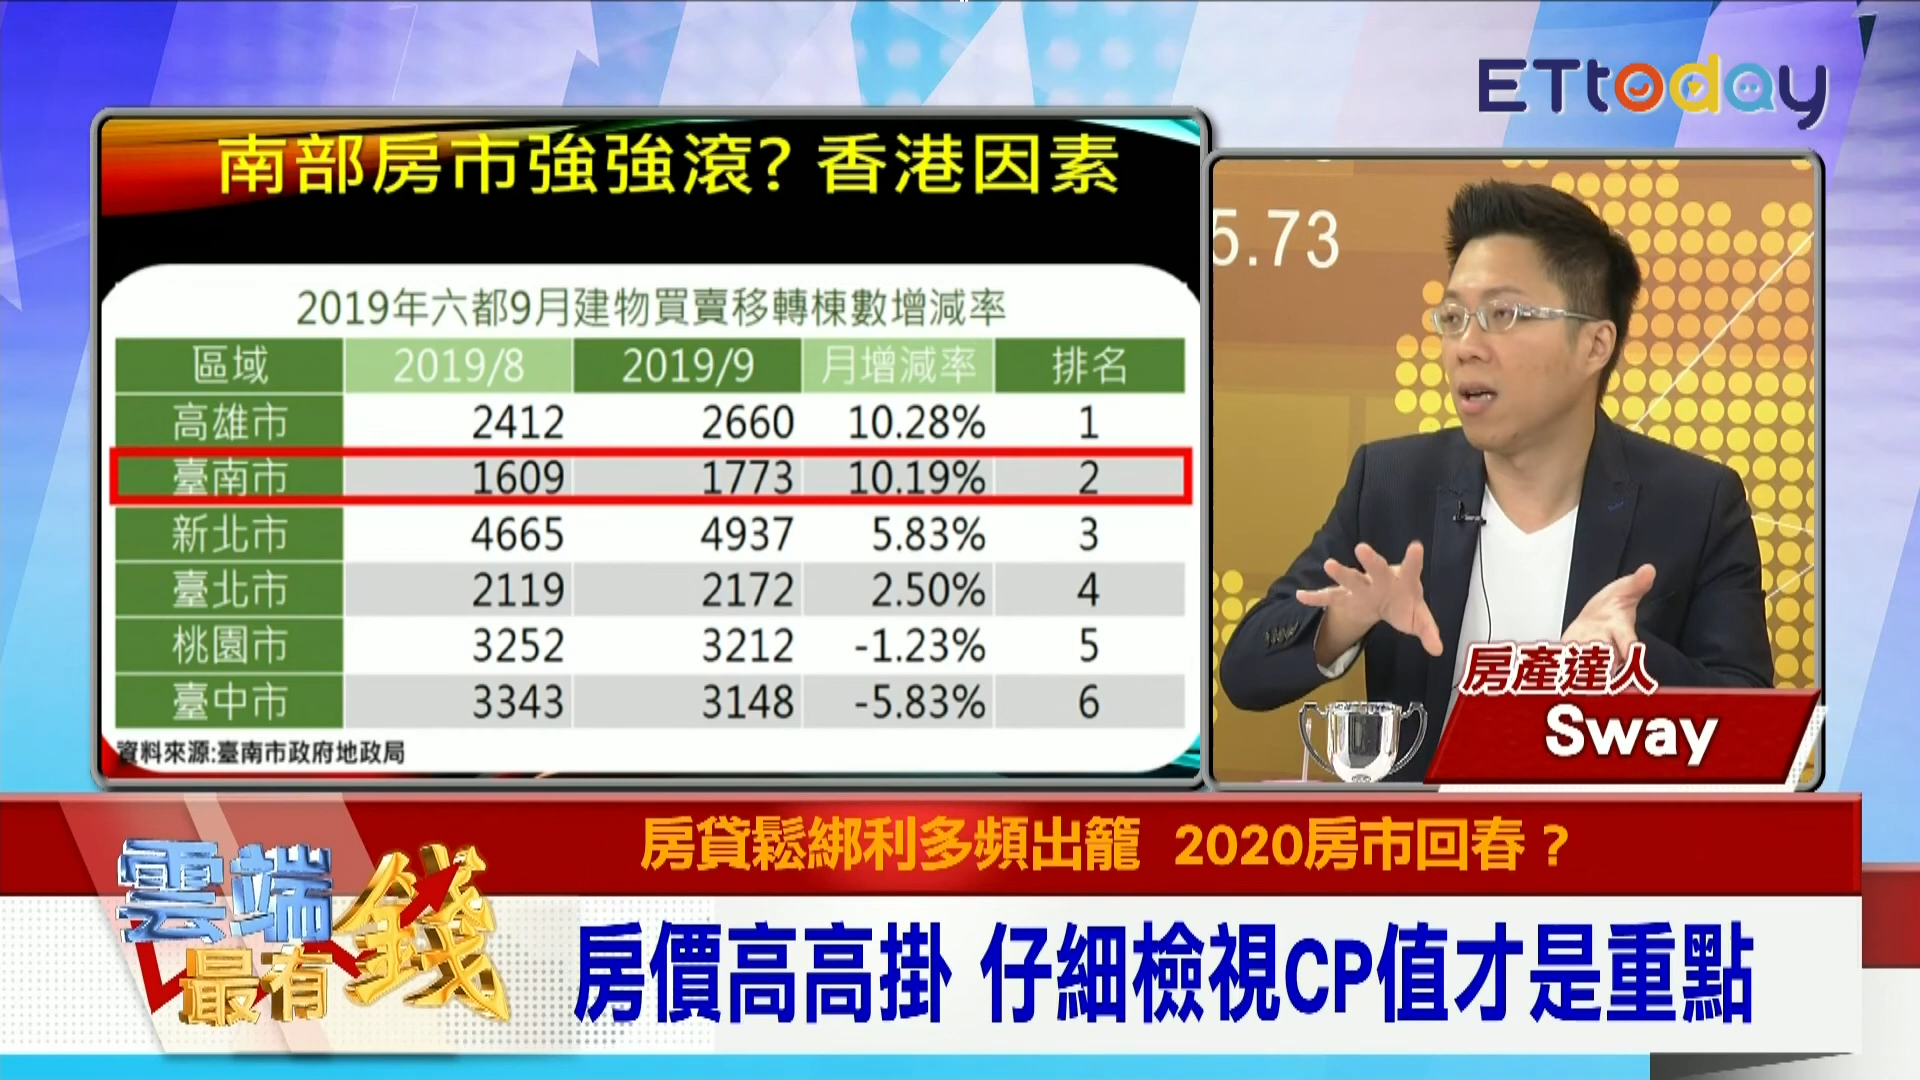 ETtoday
南部房市強強滾? 香港因素
2019年六都9月建物買賣移轉棟數增減率
區域 2019/8 2019/9 月增減率 排名
高雄市 2412 2660 10.28% 1
臺南市 1609 1773 10.19% 2
新北市 4665 4937 5.83% 3
臺北市 2119 2172 2.50% 4
桃園市 3252 3212 -1.23% 5
臺中市 3343 3148 -5.83% 6
資料來源:臺南市政府地政局
5.73
房產達人
Sway
房貸鬆綁利多頻出籠 2020房市回春?
雲端
最有錢
房價高高掛 仔細檢視CP值才是重點